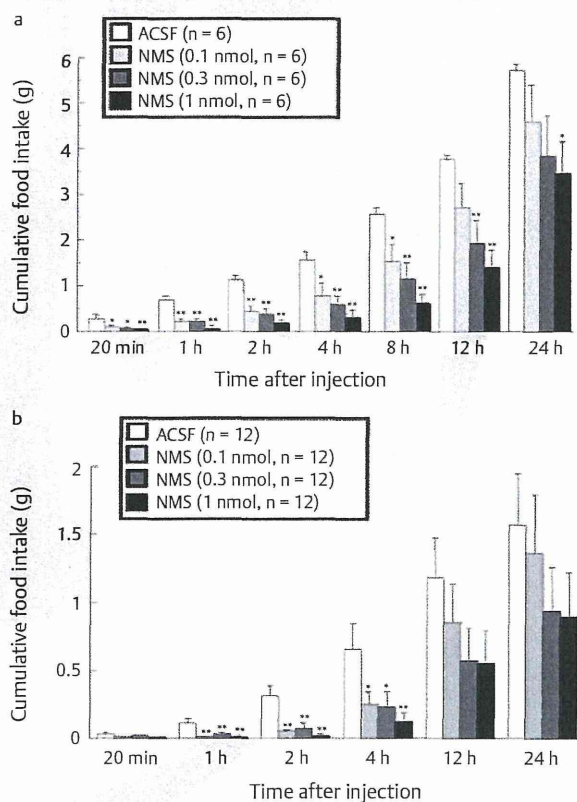 a
ACSF (n = 6)
NMS (0.1 nmol, n = 6)
NMS (0.3 nmol, n = 6)
NMS (1 nmol, n = 6)
Cumulative food intake (g)
6
5
4
3
2
1
0
* * **
** ** **
** ** **
* ** **
* ** **
** **
*
20 min 1 h 2 h 4 h 8 h 12 h 24 h
Time after injection
b
ACSF (n = 12)
NMS (0.1 nmol, n = 12)
NMS (0.3 nmol, n = 12)
NMS (1 nmol, n = 12)
Cumulative food intake (g)
2
1.5
1
0.5
0
** ** **
** ** **
* * **
20 min 1 h 2 h 4 h 12 h 24 h
Time after injection